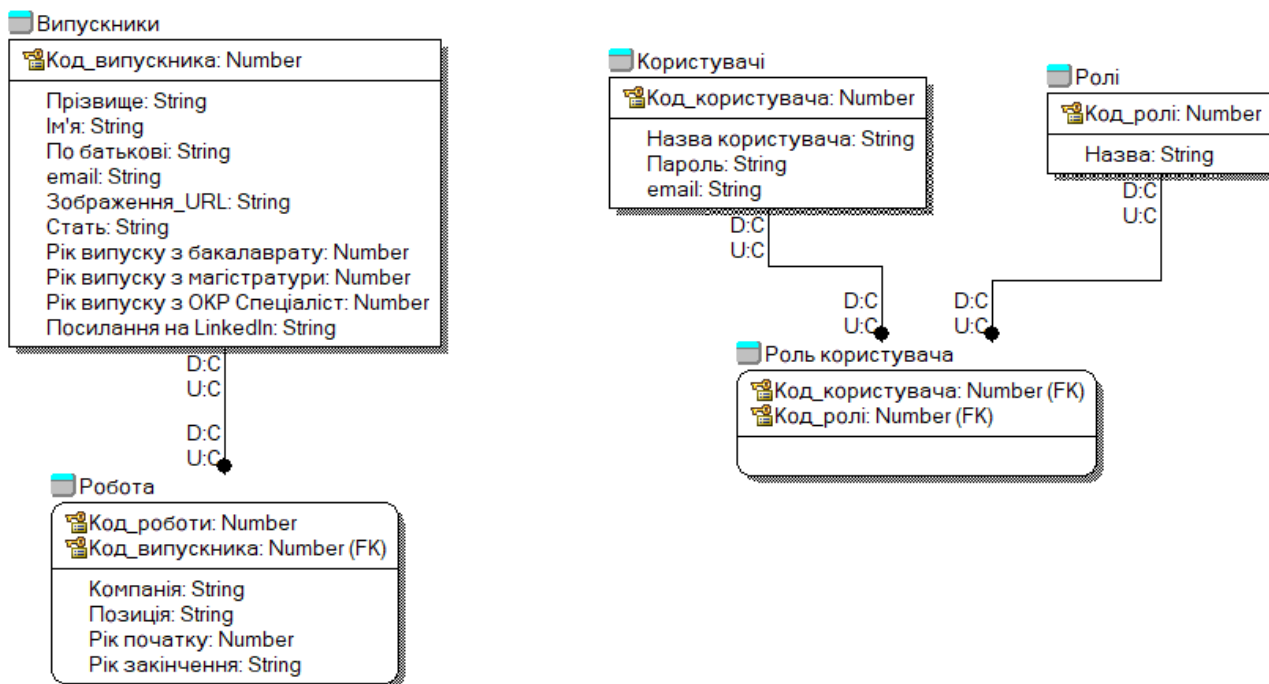 Випускники
Код_випускника: Number
Прізвище: String
Ім'я: String
По батькові: String
email: String
Зображення_URL: String
Стать: String
Рік випуску з бакалаврату: Number
Рік випуску з магістратури: Number
Рік випуску з ОКР Спеціаліст: Number
Посилання на LinkedIn: String
D:C
U:C
D:C
U:C
Робота
Код_роботи: Number
Код_випускника: Number (FK)
Компанія: String
Позиція: String
Рік початку: Number
Рік закінчення: String
Користувачі
Код_користувача: Number
Назва користувача: String
Пароль: String
email: String
D:C
U:C
D:C
U:C
Ролі
Код_ролі: Number
Назва: String
D:C
U:C
D:C
U:C
Роль користувача
Код_користувача: Number (FK)
Код_ролі: Number (FK)